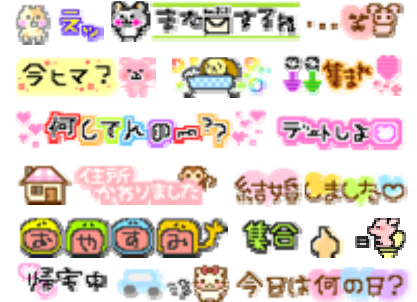 えッ また✉するね ...よ
今ヒマ? 集まれ
何してんの~?? デートしよ♡
住所かわりました 結婚しました♡
おやすみ 集合
帰宅中 今日は何の日?